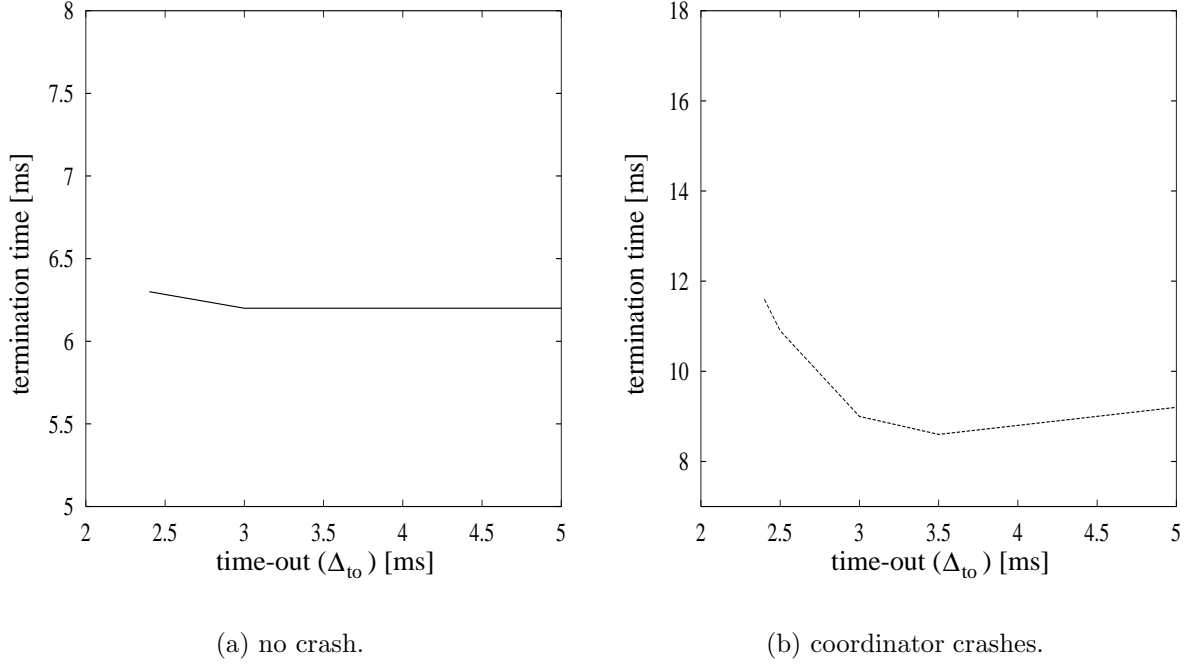 8
7.5
7
6.5
6
5.5
5
termination time [ms]
2 2.5 3 3.5 4 4.5 5
time-out (Δto) [ms]
(a) no crash.
18
16
14
12
10
8
termination time [ms]
2 2.5 3 3.5 4 4.5 5
time-out (Δto) [ms]
(b) coordinator crashes.